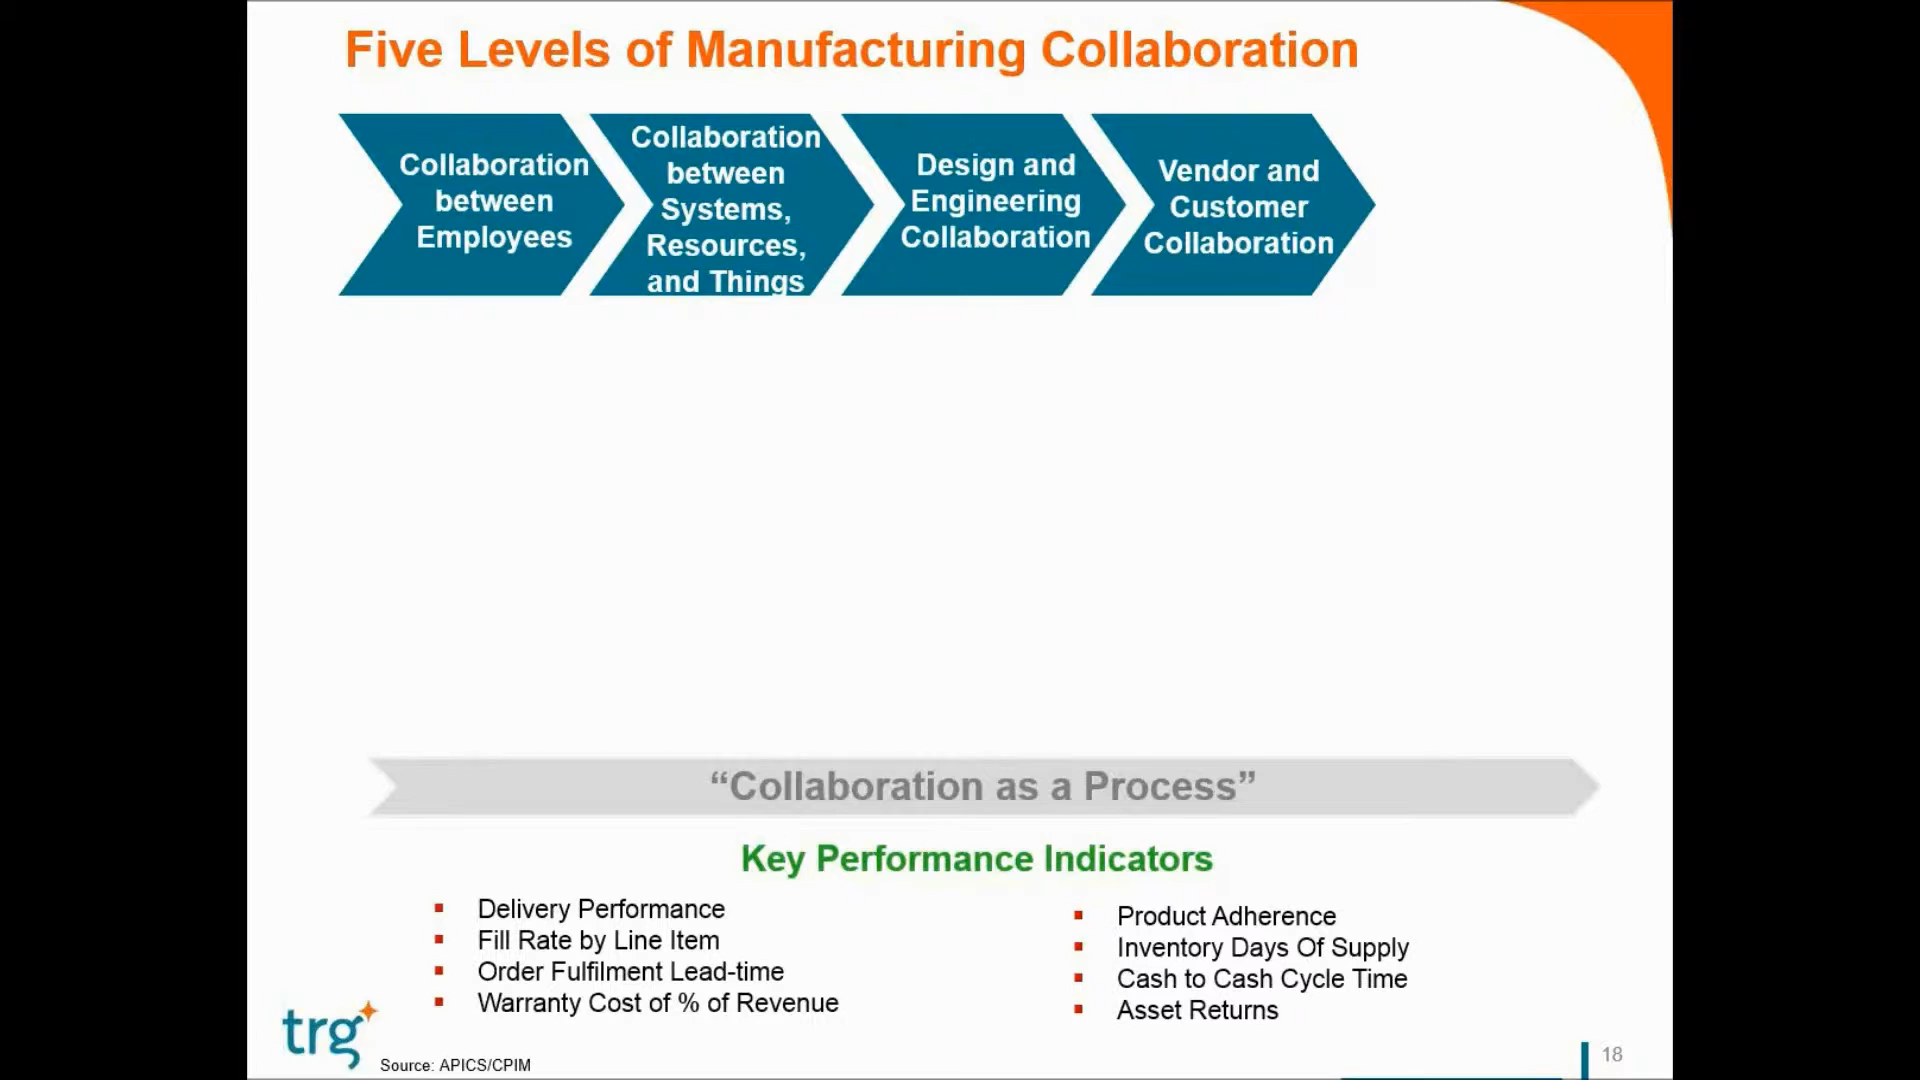 Five Levels of Manufacturing Collaboration
Collaboration
between
Employees
Collaboration
between
Systems,
Resources,
and Things
Design and
Engineering
Collaboration
Vendor and
Customer
Collaboration
“Collaboration as a Process”
Key Performance Indicators
Delivery Performance
Fill Rate by Line Item
Order Fulfilment Lead-time
Warranty Cost of % of Revenue
Product Adherence
Inventory Days Of Supply
Cash to Cash Cycle Time
Asset Returns
trg
Source: APICS/CPIM
18